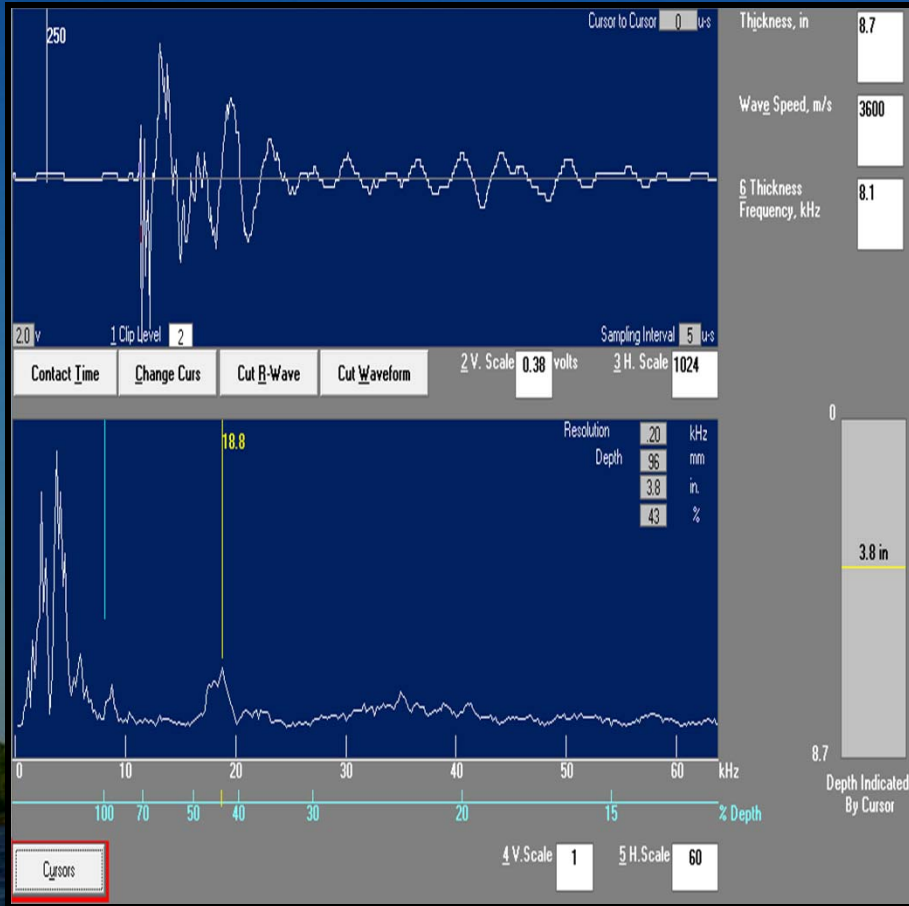 250
Cursor to Cursor 0 u-s
Thickness, in 8.7
Wave Speed, m/s 3600
6 Thickness Frequency, kHz 8.1
2.0 v 1 Clip Level 2
Sampling Interval 5 u-s
Contact Time Change Curs Cut R-Wave Cut Waveform
2 V. Scale 0.38 volts 3 H. Scale 1024
18.8
Resolution .20 kHz
Depth 96 mm
3.8 in.
43 %
0
3.8 in
8.7
Depth Indicated
By Cursor
0 10 20 30 40 50 60 kHz
100 70 50 40 30 20 15 % Depth
Cursors
4 V.Scale 1 5 H.Scale 60